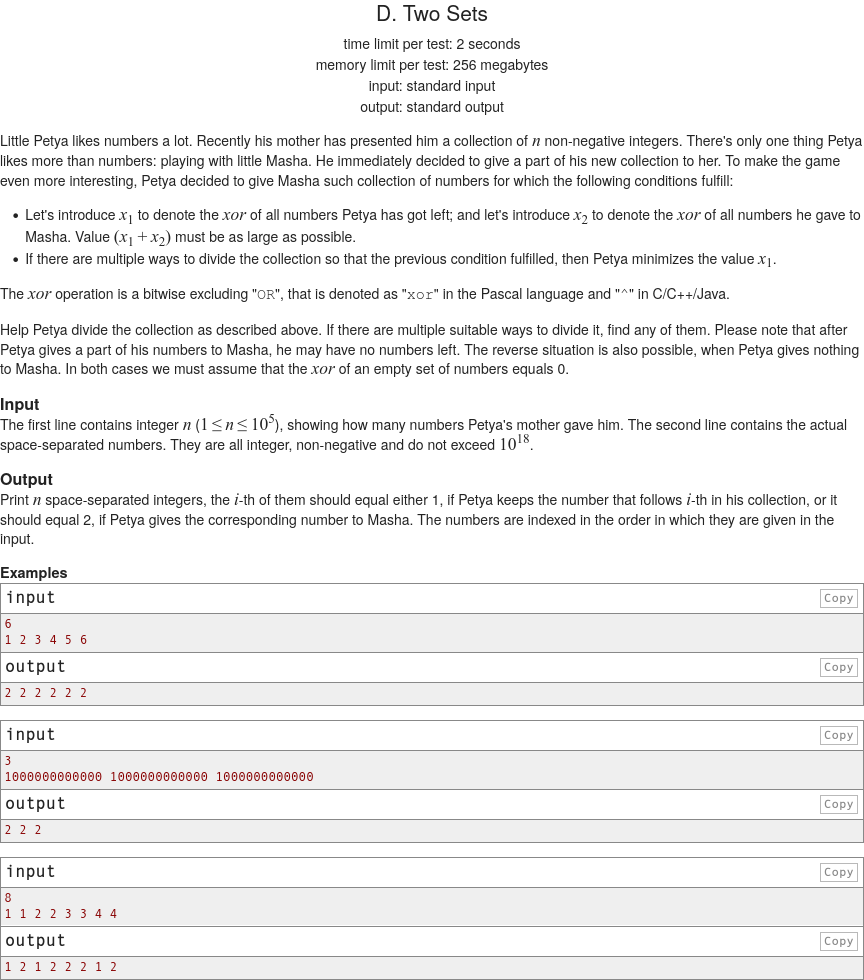 D. Two Sets
time limit per test: 2 seconds
memory limit per test: 256 megabytes
input: standard input
output: standard output
Little Petya likes numbers a lot. Recently his mother has presented him a collection of n non-negative integers. There's only one thing Petya
likes more than numbers: playing with little Masha. He immediately decided to give a part of his new collection to her. To make the game
even more interesting, Petya decided to give Masha such collection of numbers for which the following conditions fulfill:
• Let's introduce x₁ to denote the xor of all numbers Petya has got left; and let's introduce x₂ to denote the xor of all numbers he gave to
Masha. Value (x₁ + x₂) must be as large as possible.
• If there are multiple ways to divide the collection so that the previous condition fulfilled, then Petya minimizes the value x₁.
The xor operation is a bitwise excluding "OR", that is denoted as "xor" in the Pascal language and "^" in C/C++/Java.
Help Petya divide the collection as described above. If there are multiple suitable ways to divide it, find any of them. Please note that after
Petya gives a part of his numbers to Masha, he may have no numbers left. The reverse situation is also possible, when Petya gives nothing
to Masha. In both cases we must assume that the xor of an empty set of numbers equals 0.
Input
The first line contains integer n (1 ≤ n ≤ 10⁵), showing how many numbers Petya's mother gave him. The second line contains the actual
space-separated numbers. They are all integer, non-negative and do not exceed 10¹⁸.
Output
Print n space-separated integers, the i-th of them should equal either 1, if Petya keeps the number that follows i-th in his collection, or it
should equal 2, if Petya gives the corresponding number to Masha. The numbers are indexed in the order in which they are given in the
input.
Examples
input Copy
6
1 2 3 4 5 6
output Copy
2 2 2 2 2 2
input Copy
3
1000000000000 1000000000000 1000000000000
output Copy
2 2 2
input Copy
8
1 1 2 2 3 3 4 4
output Copy
1 2 1 2 2 2 1 2